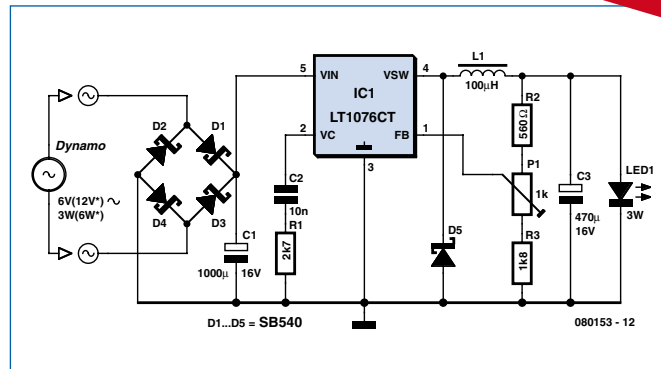 L1
100µH
5
VIN
VSW
4
IC1
LT1076CT
2
VC
FB
1
3
D2
D1
D4
D3
Dynamo
6V(12V*) ∿
3W(6W*)
C2
10n
R1
2k7
C1
1000µ
16V
D5
R2
560Ω
P1
1k
R3
1k8
C3
470µ
16V
LED1
3W
D1...D5 = SB540
080153 - 12